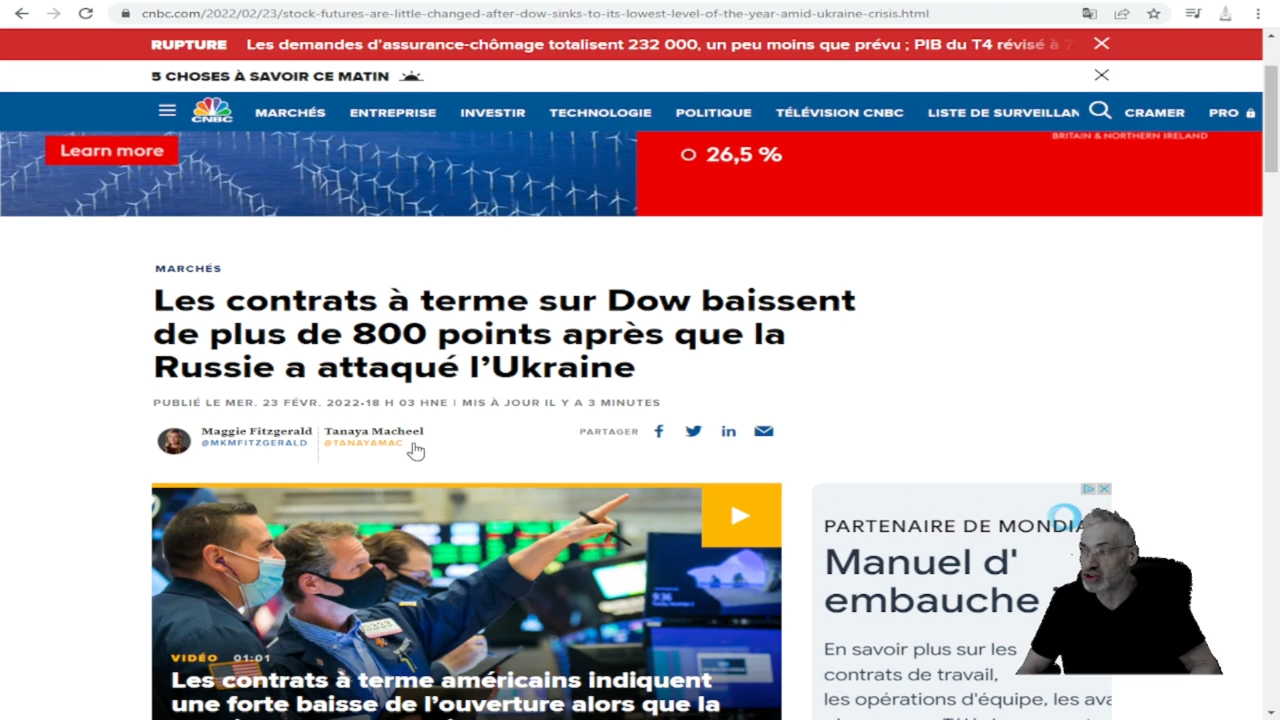 cnbc.com/2022/02/23/stock-futures-are-little-changed-after-dow-sinks-to-its-lowest-level-of-the-year-amid-ukraine-crisis.html
RUPTURE Les demandes d'assurance-chômage totalisent 232 000, un peu moins que prévu ; PIB du T4 révisé à 7
5 CHOSES À SAVOIR CE MATIN
CNBC MARCHÉS ENTREPRISE INVESTIR TECHNOLOGIE POLITIQUE TÉLÉVISION CNBC LISTE DE SURVEILLAN CRAMER PRO
BRITAIN & NORTHERN IRELAND
Learn more
26,5 %
MARCHÉS
Les contrats à terme sur Dow baissent
de plus de 800 points après que la
Russie a attaqué l’Ukraine
PUBLIÉ LE MER. 23 FÉVR. 2022•18 H 03 HNE | MIS À JOUR IL Y A 3 MINUTES
Maggie Fitzgerald
@MKMFITZGERALD
Tanaya Macheel
@TANAYAMAC
PARTAGER
VIDÉO 01:01
Les contrats à terme américains indiquent
une forte baisse de l’ouverture alors que la
PARTENAIRE DE MONDIA
Manuel d'
embauche
En savoir plus sur les
contrats de travail,
les opérations d'équipe, les ava